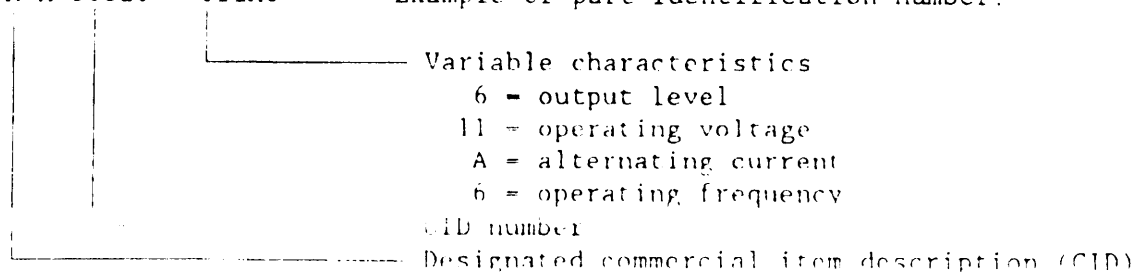 Example of part identification number.
Variable characteristics
6 = output level
11 = operating voltage
A = alternating current
6 = operating frequency
CID number
Designated commercial item description (CID)